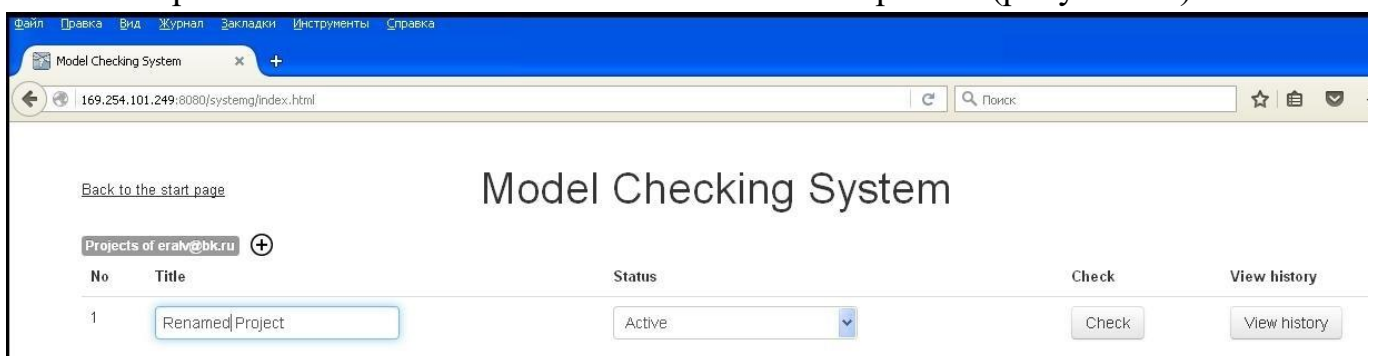 Файл Правка Вид Журнал Закладки Инструменты Справка
Model Checking System × +
169.254.101.249:8080/systemg/index.html Поиск
Back to the start page
Model Checking System
Projects of eralv@bk.ru
No Title Status Check View history
1 Renamed Project Active Check View history